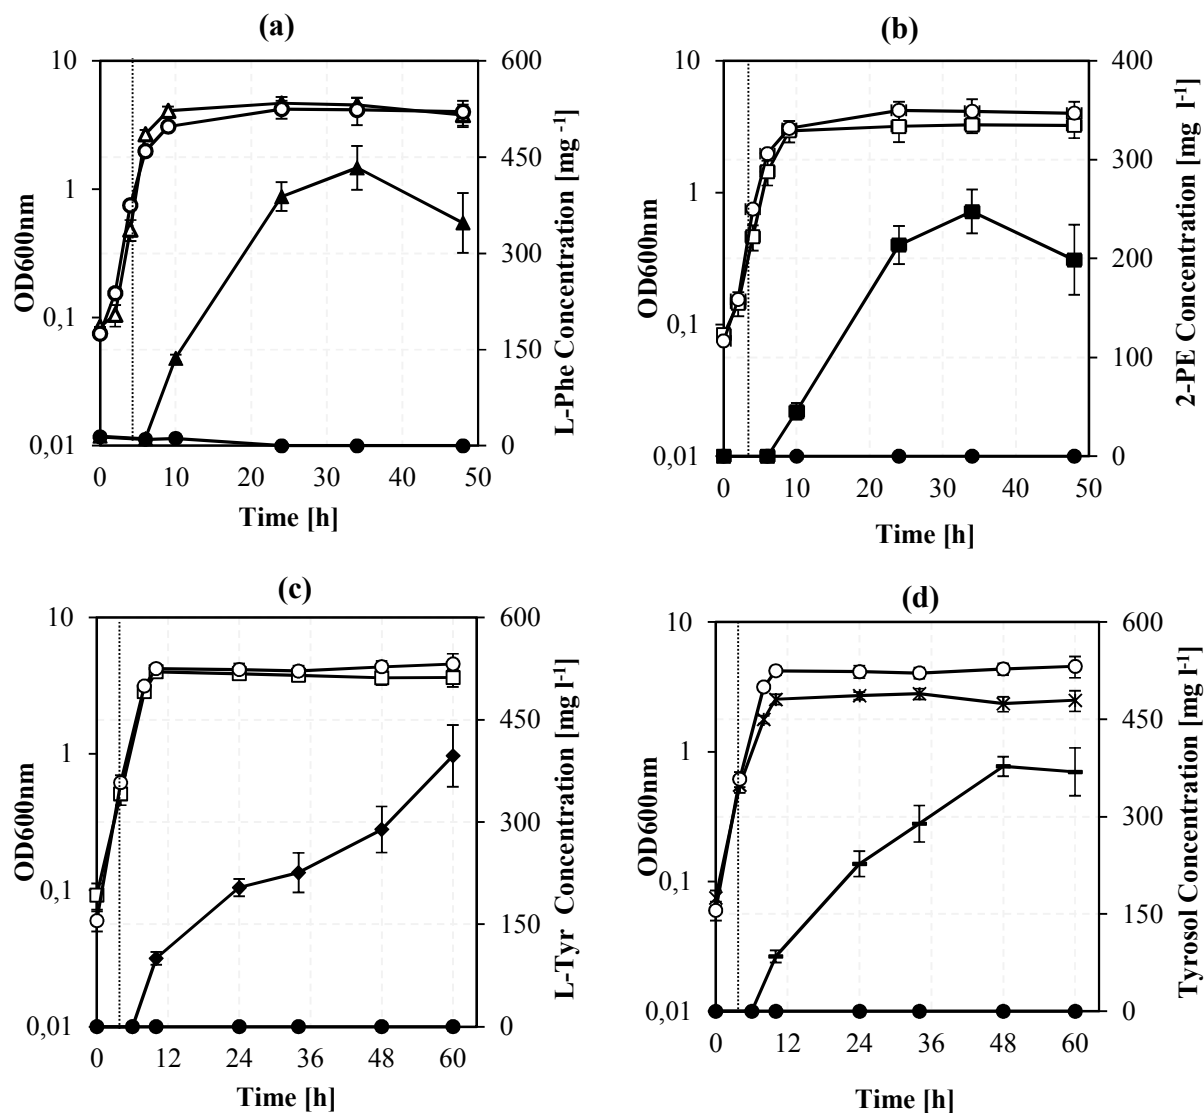 (a)
10
1
0,1
0,01
OD600nm
600
450
300
150
0
L-Phe Concentration [mg ⁻¹]
0 10 20 30 40 50
Time [h]
(b)
10
1
0,1
0,01
OD600nm
400
300
200
100
0
2-PE Concentration [mg l⁻¹]
0 10 20 30 40 50
Time [h]
(c)
10
1
0,1
0,01
OD600nm
600
450
300
150
0
L-Tyr Concentration [mg l⁻¹]
0 12 24 36 48 60
Time [h]
(d)
10
1
0,1
0,01
OD600nm
600
450
300
150
0
Tyrosol Concentration [mg l⁻¹]
0 12 24 36 48 60
Time [h]